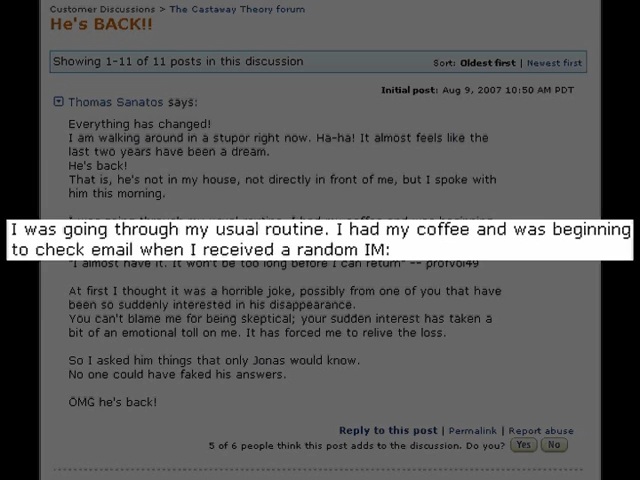 Customer Discussions > The Castaway Theory forum
He's BACK!!
Showing 1-11 of 11 posts in this discussion
Sort: Oldest first | Newest first
Initial post: Aug 9, 2007 10:50 AM PDT
Thomas Sanatos says:
Everything has changed!
I am walking around in a stupor right now. Ha-ha! It almost feels like the
last two years have been a dream.
He's back!
That is, he's not in my house, not directly in front of me, but I spoke with
him this morning.
I was going through my usual routine. I had my coffee and was beginning
to check email when I received a random IM:
"I almost have it. It won't be too long before I can return" -- profvol49
At first I thought it was a horrible joke, possibly from one of you that have
been so suddenly interested in his disappearance.
You can't blame me for being skeptical; your sudden interest has taken a
bit of an emotional toll on me. It has forced me to relive the loss.
So I asked him things that only Jonas would know.
No one could have faked his answers.
OMG he's back!
Reply to this post | Permalink | Report abuse
5 of 6 people think this post adds to the discussion. Do you? Yes No